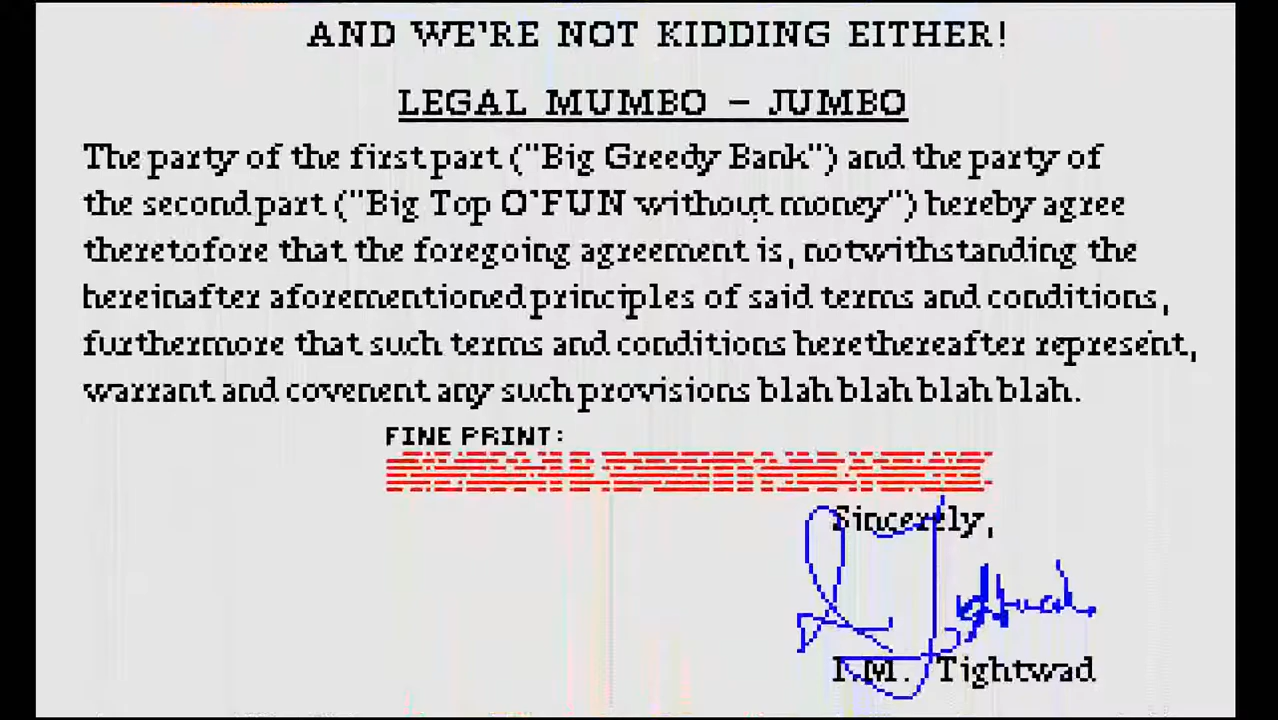 AND WE'RE NOT KIDDING EITHER!
LEGAL MUMBO - JUMBO
The party of the first part ("Big Greedy Bank") and the party of
the second part ("Big Top O'FUN without money") hereby agree
theretofore that the foregoing agreement is, notwithstanding the
hereinafter aforementioned principles of said terms and conditions,
furthermore that such terms and conditions herethereafter represent,
warrant and covenent any such provisions blah blah blah blah.
FINE PRINT:
Sincerely,
I.M. Tightwad